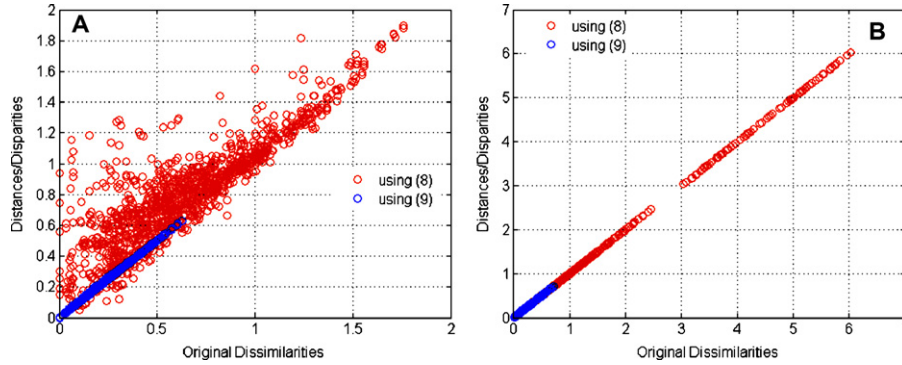 A
2
1.8
1.6
1.4
1.2
1
0.8
0.6
0.4
0.2
0
Distances/Disparities
using (8)
using (9)
0 0.5 1 1.5 2
Original Dissimilarities
B
7
6
5
4
3
2
1
0
Distances/Disparities
using (8)
using (9)
0 1 2 3 4 5 6
Original Dissimilarities